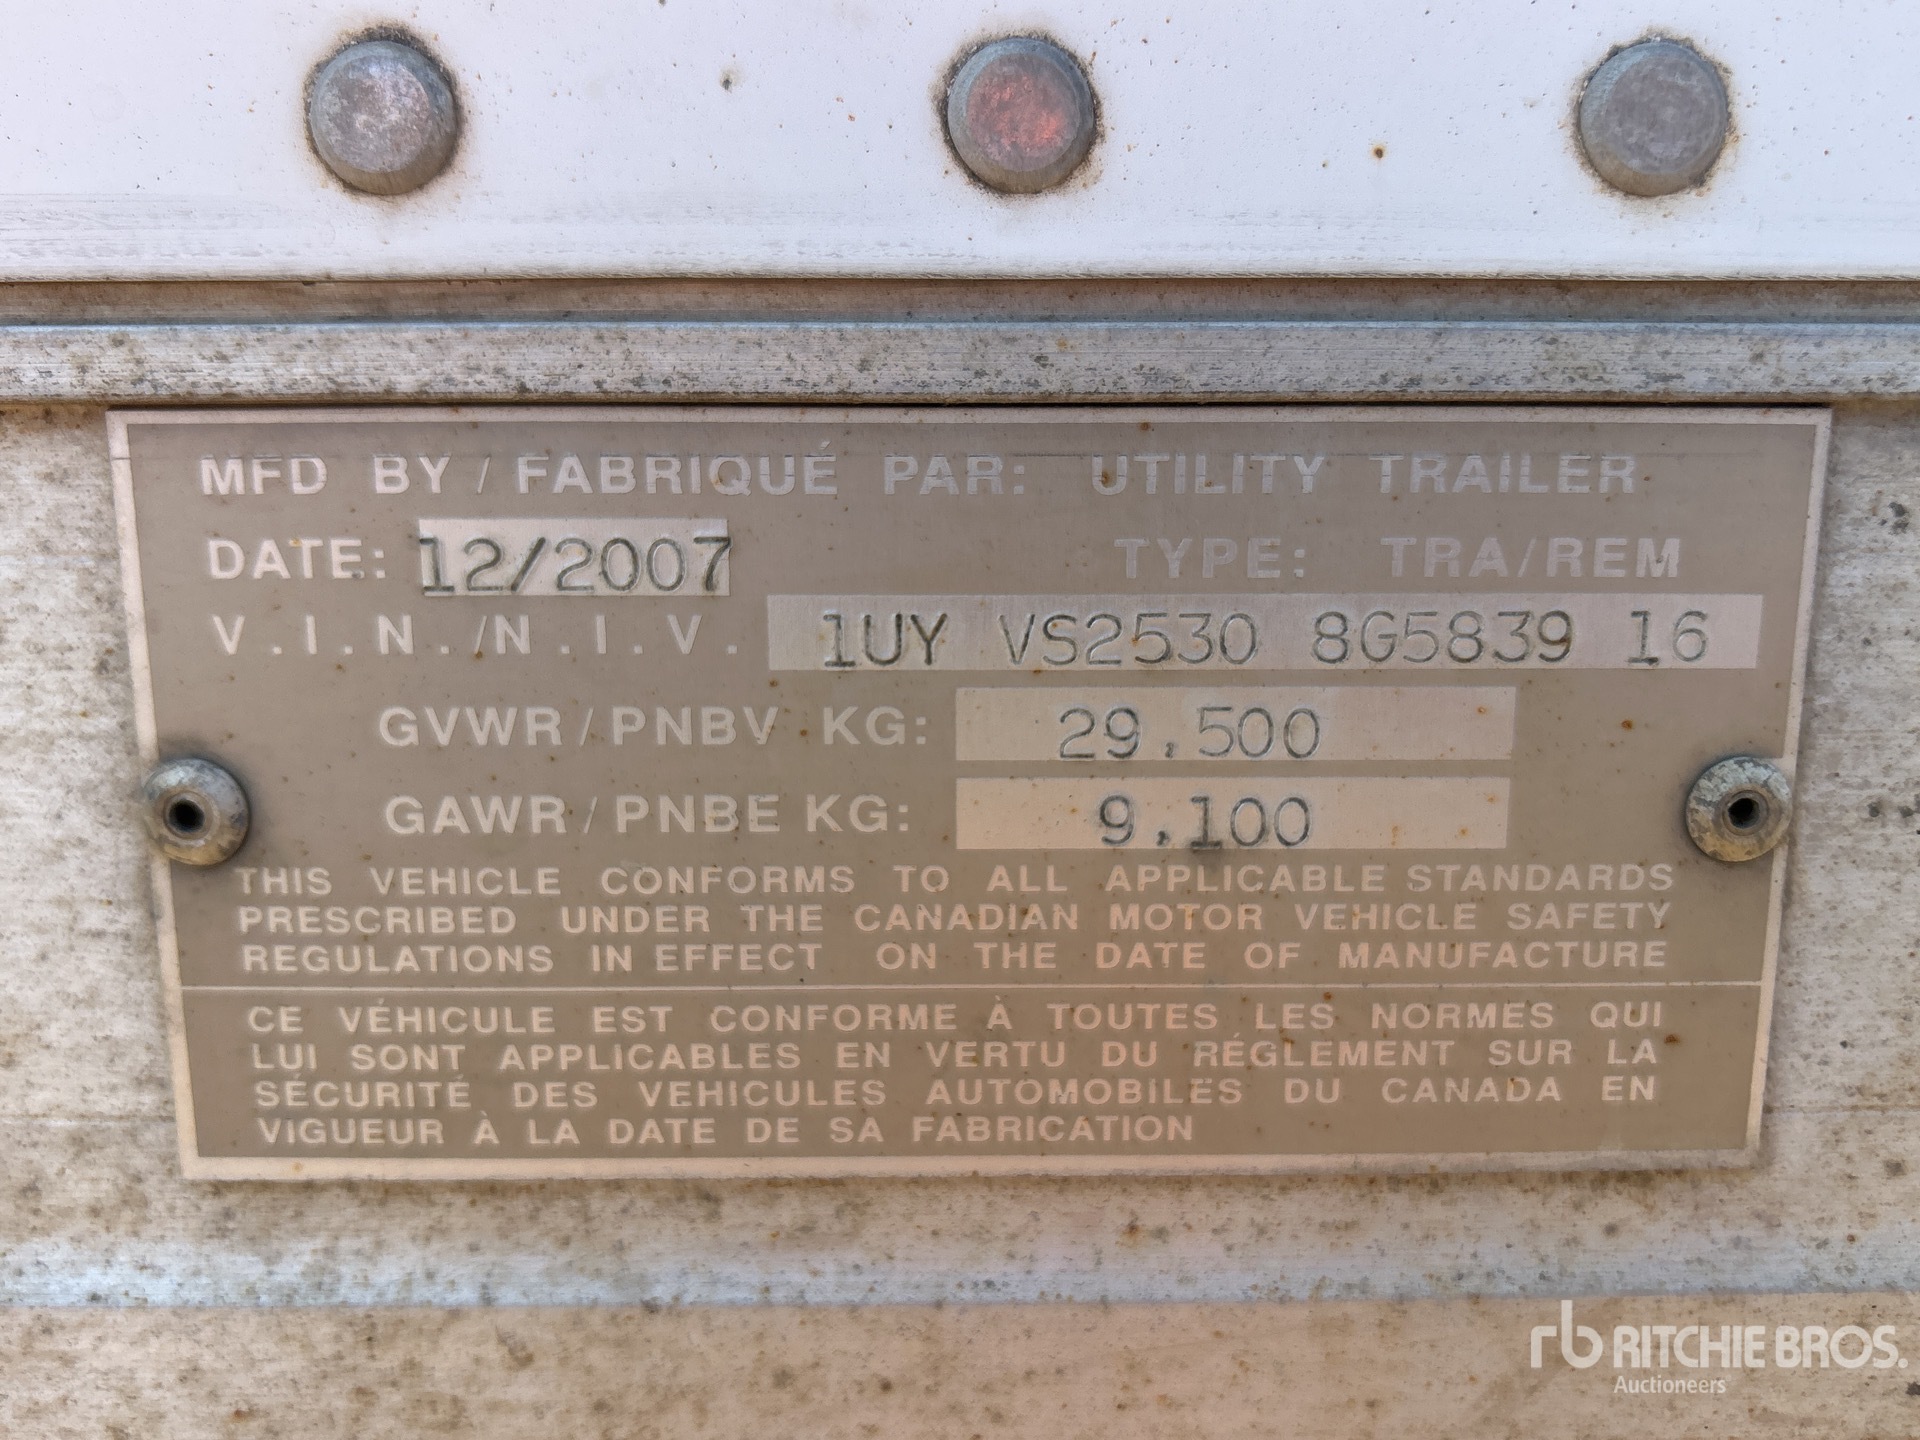 MFD BY / FABRIQUÉ PAR: UTILITY TRAILER
DATE: 12/2007 TYPE: TRA/REM
V.I.N./N.I.V. 1UY VS2530 8G5839 16
GVWR/PNBV KG: 29,500
GAWR/PNBE KG: 9,100
THIS VEHICLE CONFORMS TO ALL APPLICABLE STANDARDS
PRESCRIBED UNDER THE CANADIAN MOTOR VEHICLE SAFETY
REGULATIONS IN EFFECT ON THE DATE OF MANUFACTURE
CE VÉHICULE EST CONFORME À TOUTES LES NORMES QUI
LUI SONT APPLICABLES EN VERTU DU RÉGLEMENT SUR LA
SÉCURITÉ DES VEHICULES AUTOMOBILES DU CANADA EN
VIGUEUR À LA DATE DE SA FABRICATION
rb RITCHIE BROS.
Auctioneers